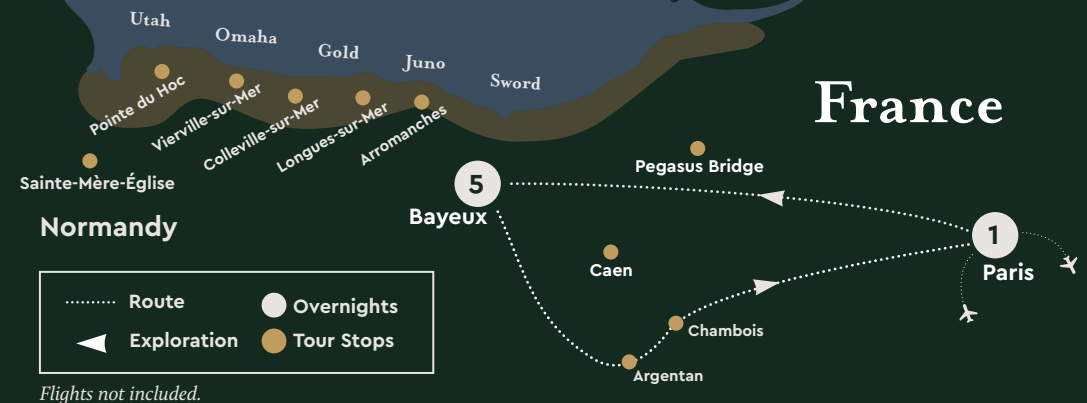 Utah
Omaha
Gold
Juno
Sword
France
Pointe du Hoc
Vierville-sur-Mer
Colleville-sur-Mer
Longues-sur-Mer
Arromanches
Pegasus Bridge
Sainte-Mère-Église
5
Bayeux
Normandy
1
Paris
Caen
Route
Overnights
Exploration
Tour Stops
Chambois
Argentan
Flights not included.